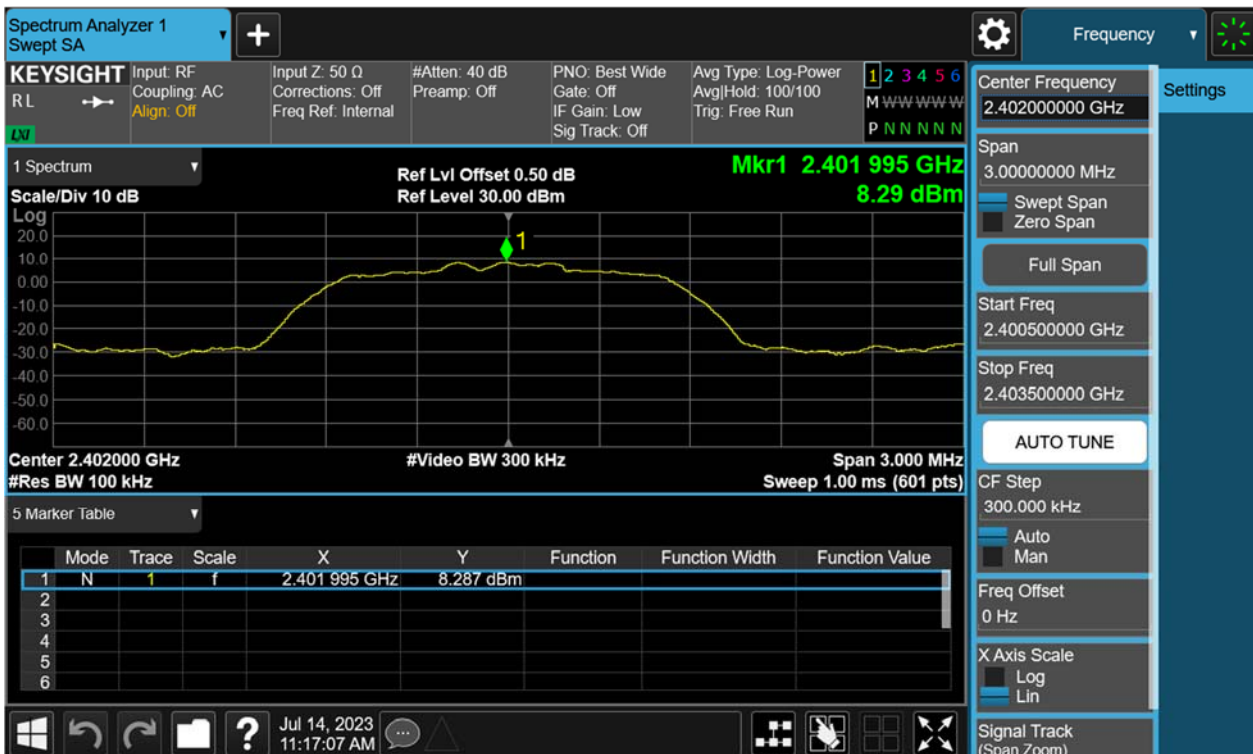 Spectrum Analyzer 1
Swept SA
+
Frequency
KEYSIGHT
R L
LXI
Input: RF
Coupling: AC
Align: Off
Input Z: 50 Ω
Corrections: Off
Freq Ref: Internal
#Atten: 40 dB
Preamp: Off
PNO: Best Wide
Gate: Off
IF Gain: Low
Sig Track: Off
Avg Type: Log-Power
Avg|Hold: 100/100
Trig: Free Run
1 2 3 4 5 6
M W W W W W
P N N N N N
1 Spectrum
Scale/Div 10 dB
Ref Lvl Offset 0.50 dB
Ref Level 30.00 dBm
Mkr1 2.401 995 GHz
8.29 dBm
Log
20.0
10.0
0.00
-10.0
-20.0
-30.0
-40.0
-50.0
-60.0
1
Center 2.402000 GHz
#Video BW 300 kHz
Span 3.000 MHz
#Res BW 100 kHz
Sweep 1.00 ms (601 pts)
5 Marker Table
Mode Trace Scale X Y Function Function Width Function Value
1 N 1 f 2.401 995 GHz 8.287 dBm
2
3
4
5
6
?
Jul 14, 2023
11:17:07 AM
Center Frequency
2.402000000 GHz
Span
3.00000000 MHz
Swept Span
Zero Span
Full Span
Start Freq
2.400500000 GHz
Stop Freq
2.403500000 GHz
AUTO TUNE
CF Step
300.000 kHz
Auto
Man
Freq Offset
0 Hz
X Axis Scale
Log
Lin
Signal Track
(Span Zoom)
Settings